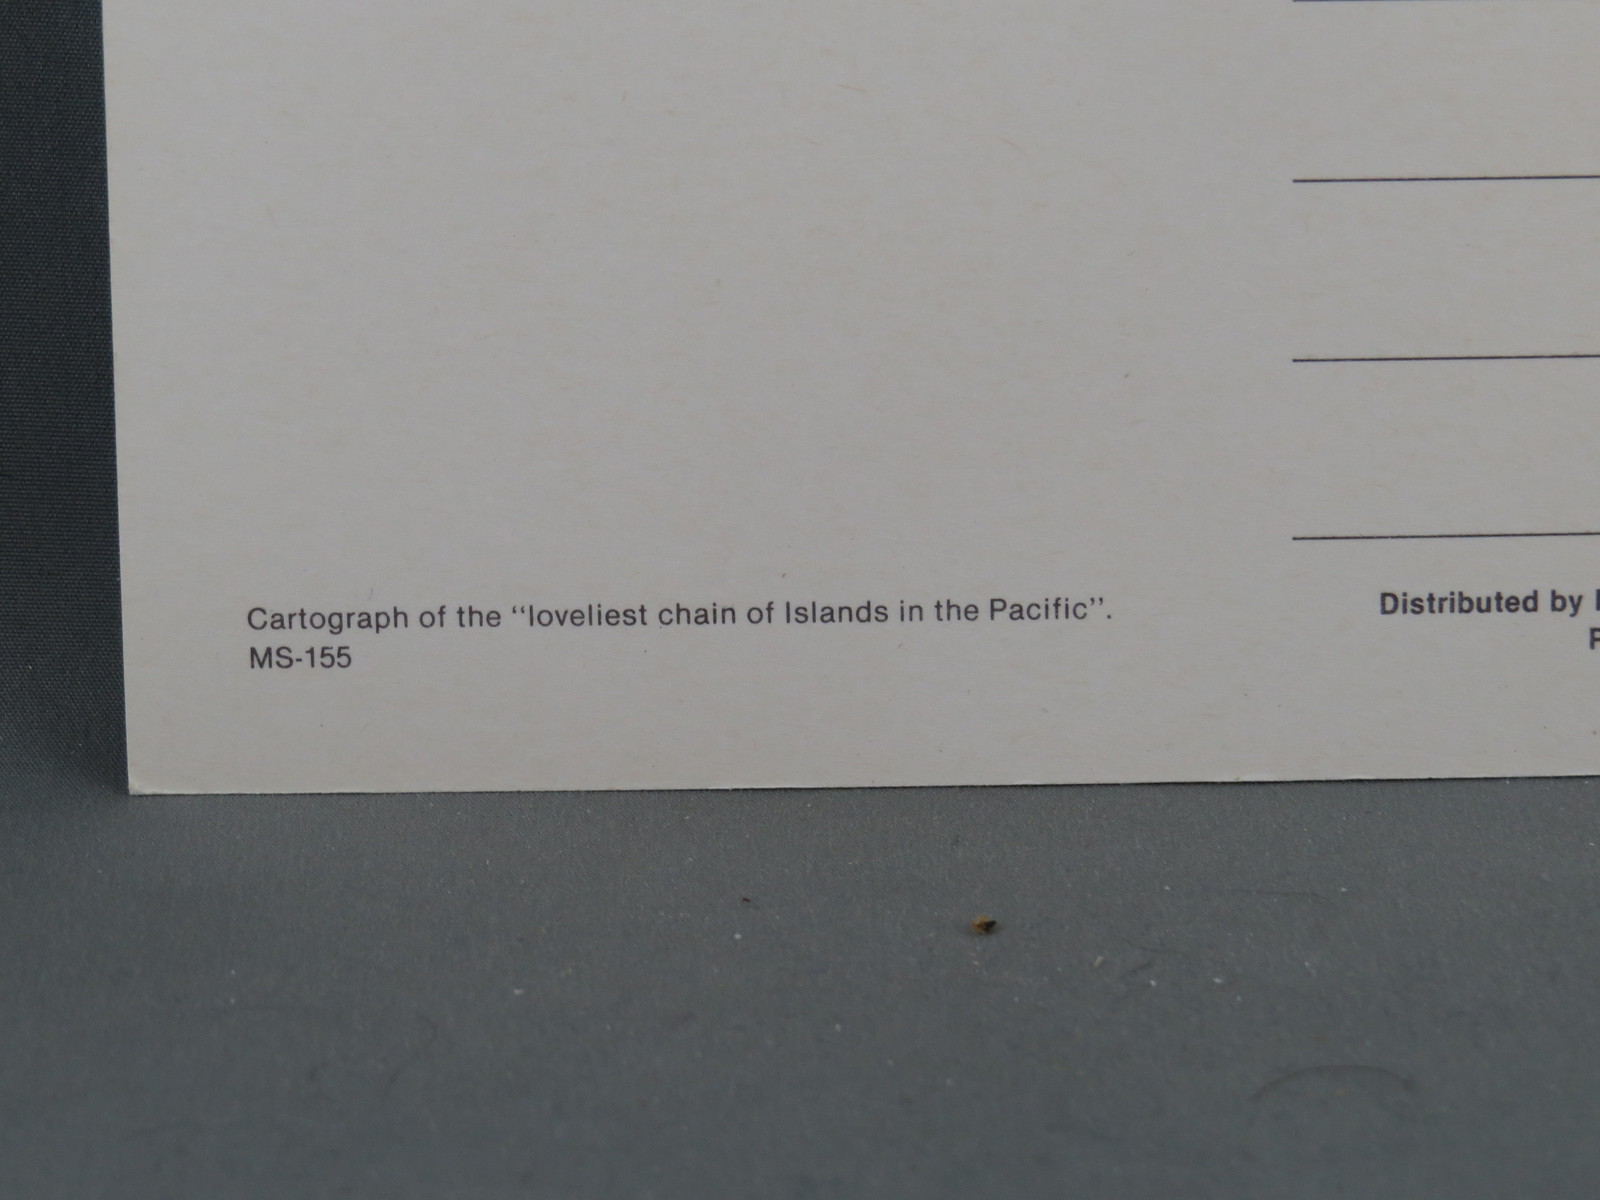 Cartograph of the “loveliest chain of Islands in the Pacific”.
MS-155
Distributed by